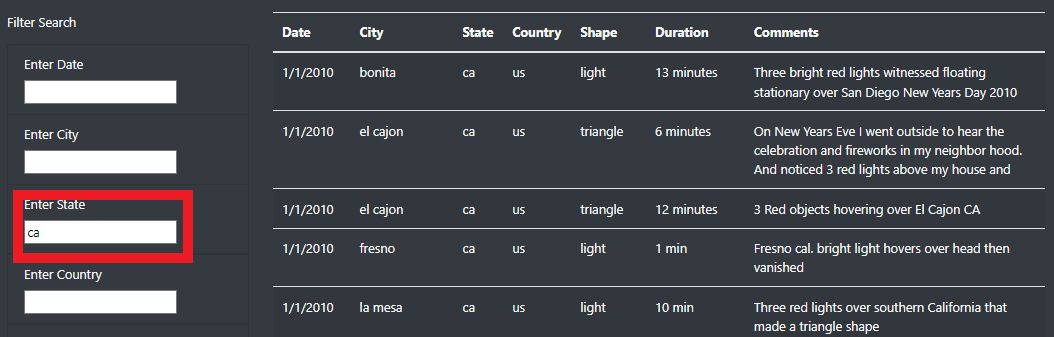 Filter Search
Enter Date
Enter City
Enter State
ca
Enter Country
Date City State Country Shape Duration Comments
1/1/2010 bonita ca us light 13 minutes Three bright red lights witnessed floating
stationary over San Diego New Years Day 2010
1/1/2010 el cajon ca us triangle 6 minutes On New Years Eve I went outside to hear the
celebration and fireworks in my neighbor hood.
And noticed 3 red lights above my house and
1/1/2010 el cajon ca us triangle 12 minutes 3 Red objects hovering over El Cajon CA
1/1/2010 fresno ca us light 1 min Fresno cal. bright light hovers over head then
vanished
1/1/2010 la mesa ca us light 10 min Three red lights over southern California that
made a triangle shape